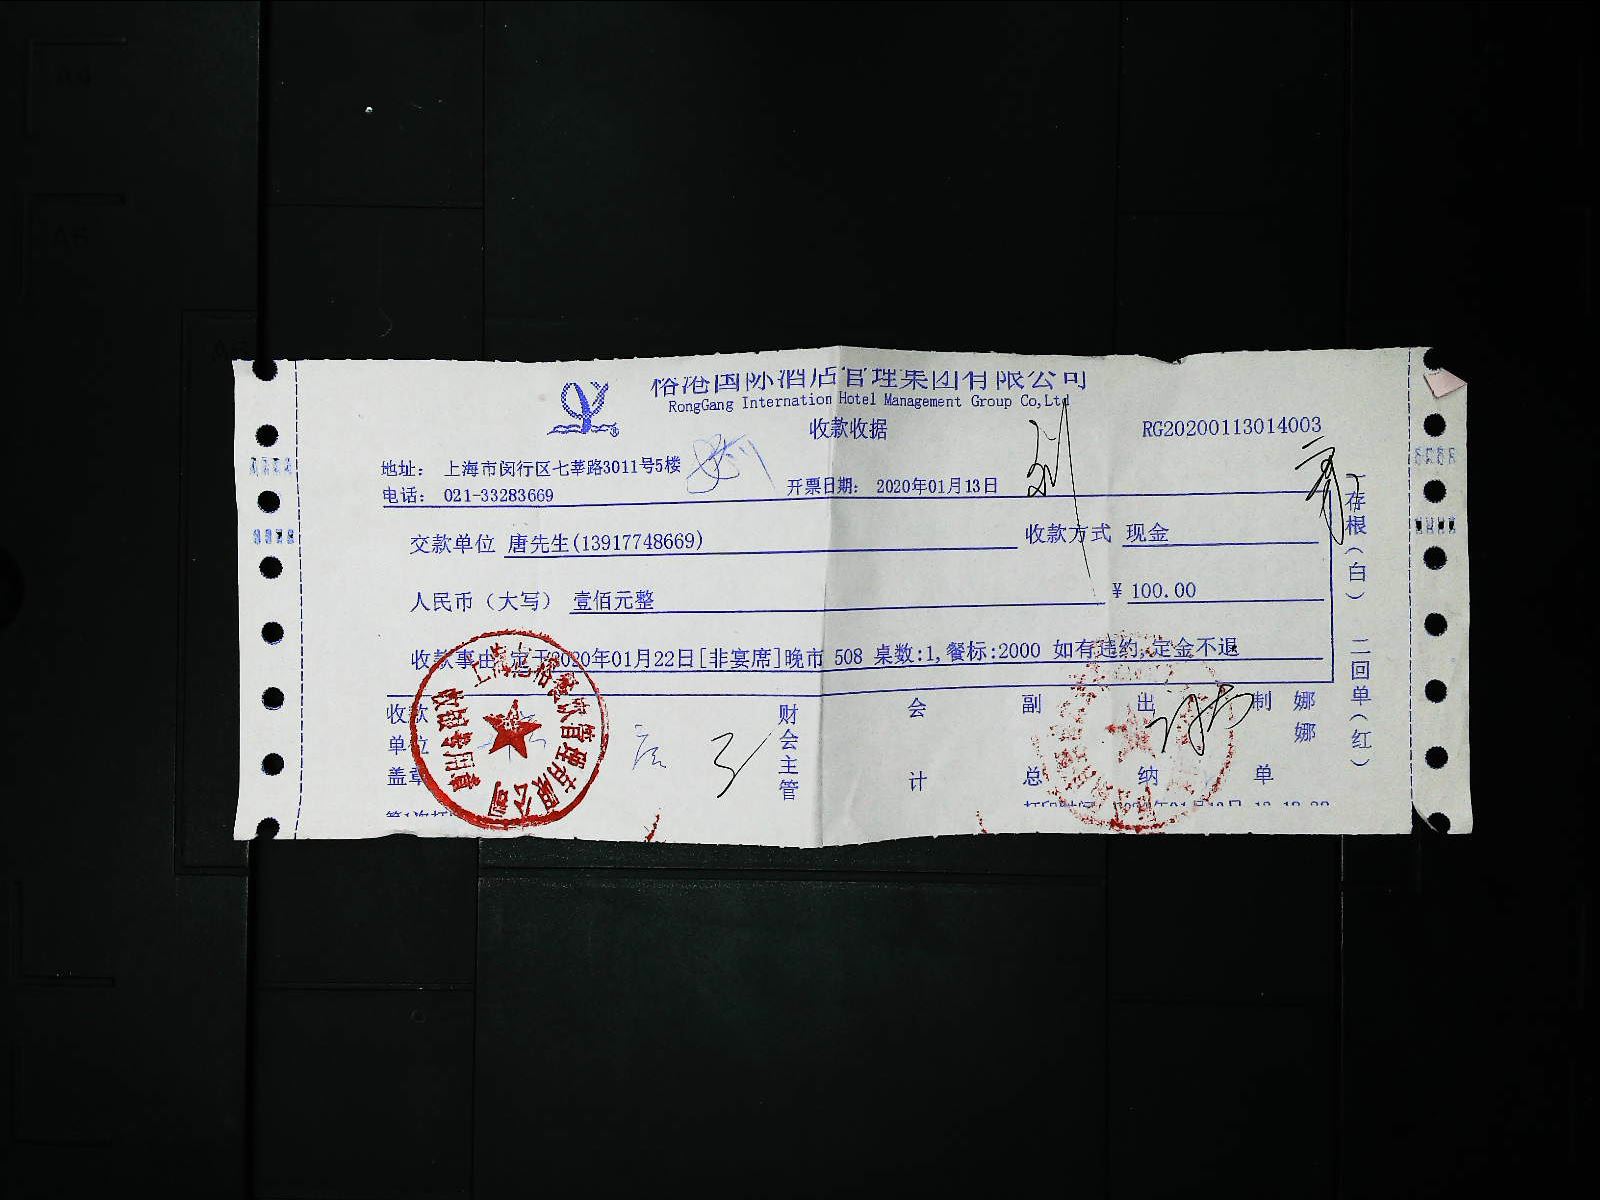 榕港国际酒店管理集团有限公司
RongGang Internation Hotel Management Group Co,Ltd
收款收据
RG20200113014003
地址： 上海市闵行区七莘路3011号5楼
电话： 021-33283669
开票日期： 2020年01月13日
交款单位 唐先生(13917748669)
收款方式 现金
人民币（大写） 壹佰元整
￥100.00
收款事由 定于2020年01月22日[非宴席]晚市 508 桌数:1,餐标:2000 如有违约,定金不退
收款单位盖章
财会主管
会计
副总
出纳
制单
娜娜
一存根（白） 二回单（红）
收银专用章